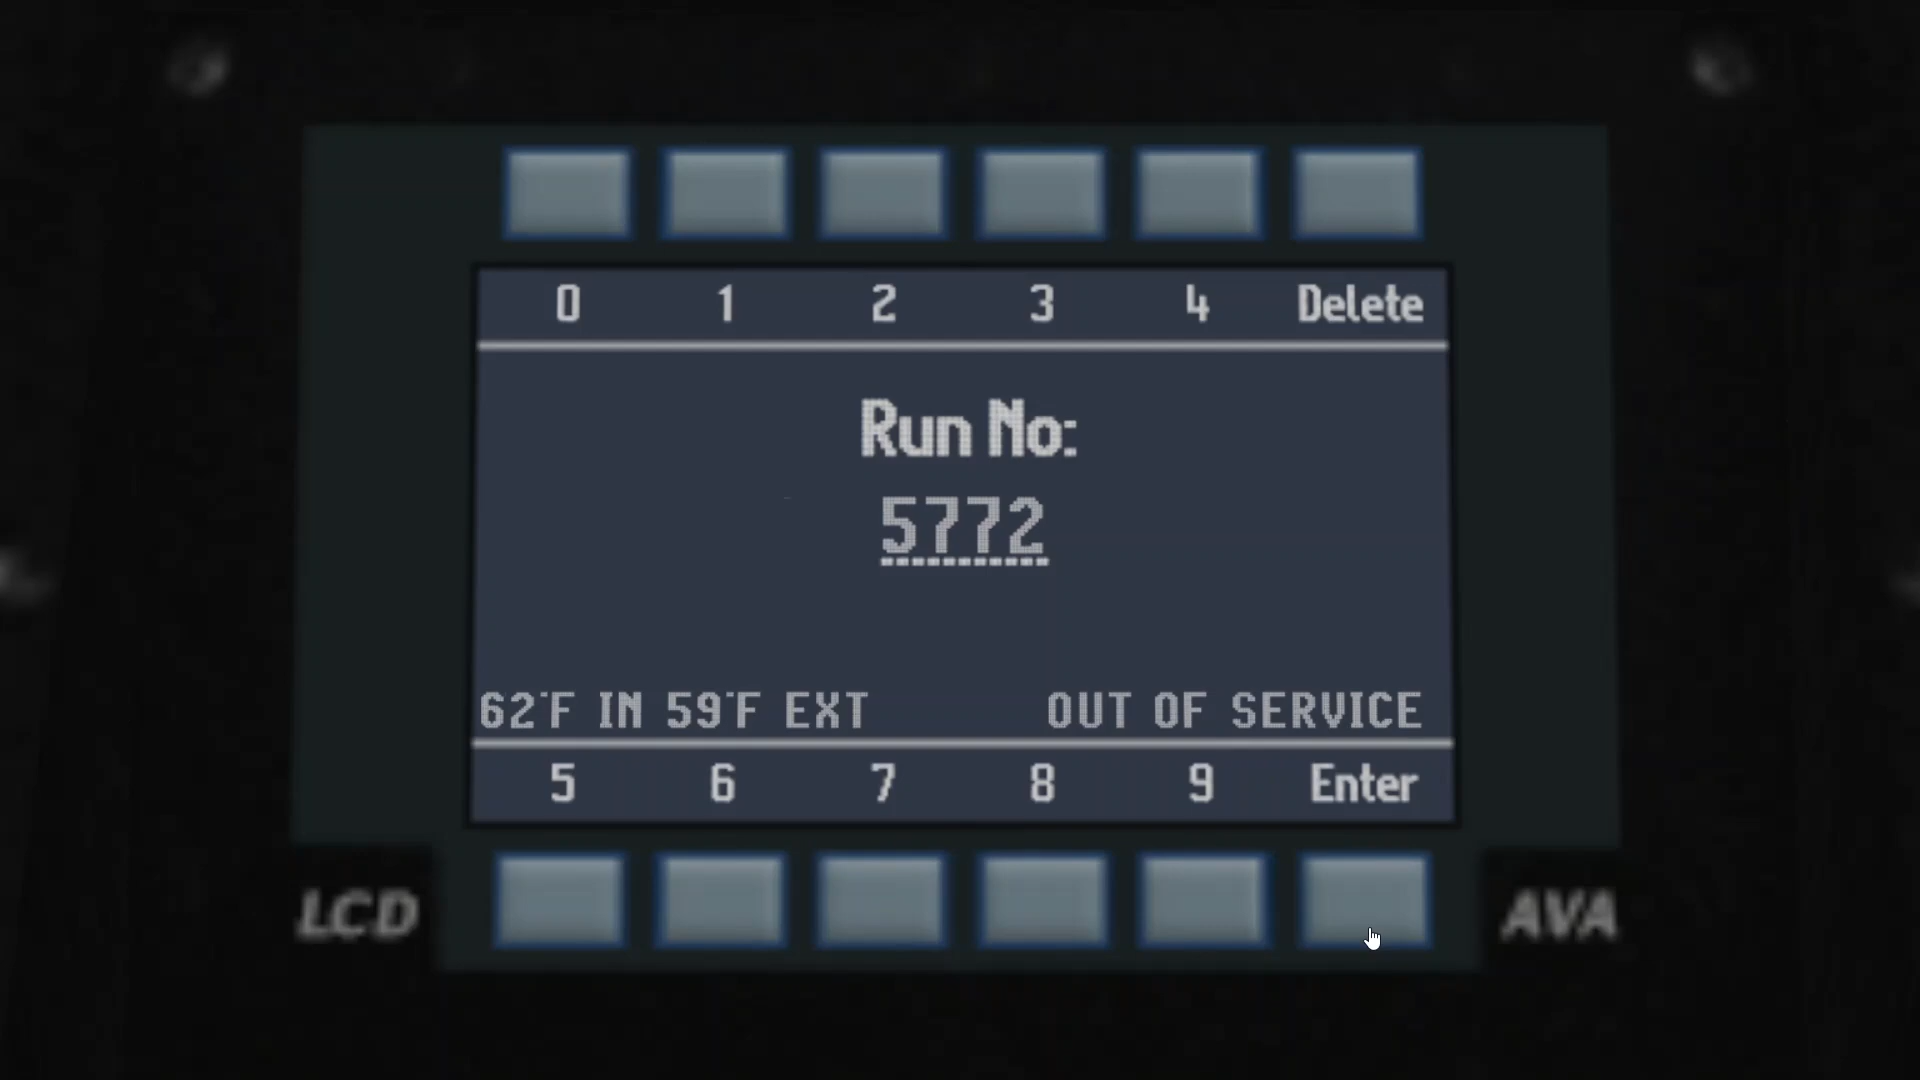 0 1 2 3 4 Delete
Run No:
5772
62°F IN 59°F EXT OUT OF SERVICE
5 6 7 8 9 Enter
LCD AVA